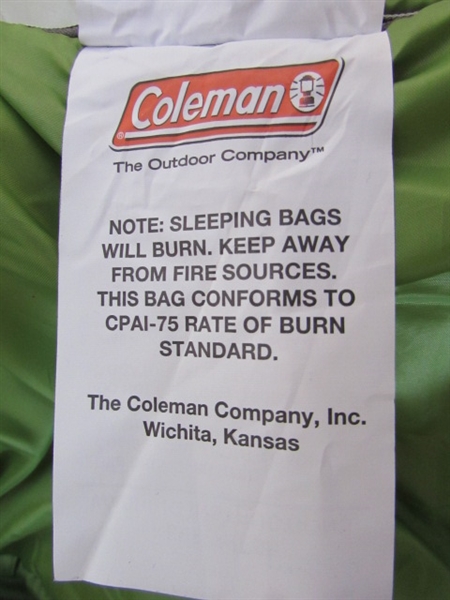 Coleman
®
The Outdoor Company™
NOTE: SLEEPING BAGS
WILL BURN. KEEP AWAY
FROM FIRE SOURCES.
THIS BAG CONFORMS TO
CPAI-75 RATE OF BURN
STANDARD.
The Coleman Company, Inc.
Wichita, Kansas